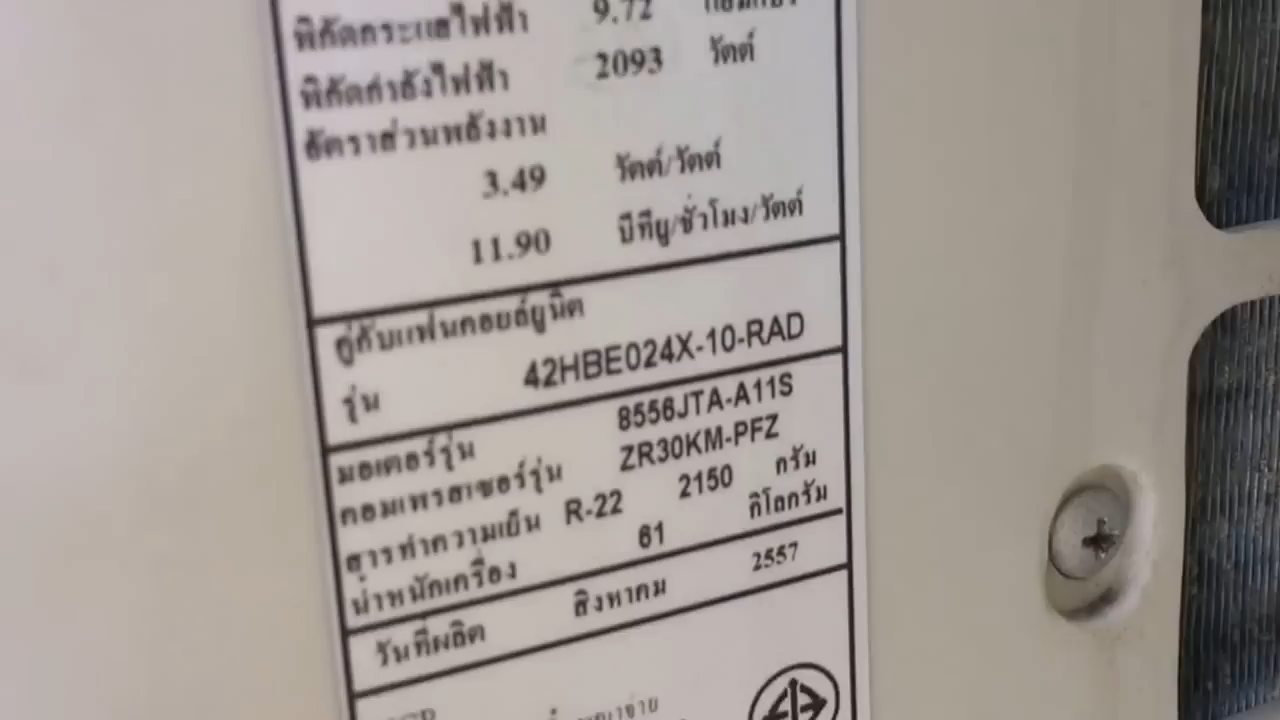 พิกัดกระแสไฟฟ้า 9.72
พิกัดกำลังไฟฟ้า 2093 วัตต์
อัตราส่วนพลังงาน
3.49 วัตต์/วัตต์
11.90 บีทียู/ชั่วโมง/วัตต์
คู่กับแฟนคอยล์ยูนิต
รุ่น 42HBE024X-10-RAD
มอเตอร์รุ่น 8556JTA-A11S
คอมเพรสเซอร์รุ่น ZR30KM-PFZ
สารทำความเย็น R-22 2150 กรัม
น้ำหนักเครื่อง 61 กิโลกรัม
วันที่ผลิต สิงหาคม 2557